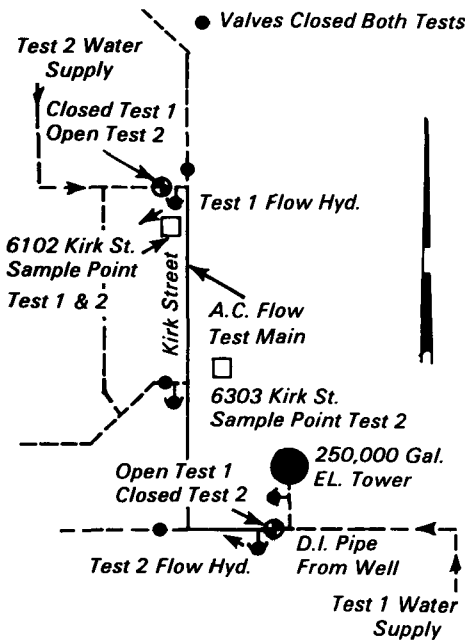 Valves Closed Both Tests
Test 2 Water
Supply
Closed Test 1
Open Test 2
Test 1 Flow Hyd.
6102 Kirk St.
Sample Point
Test 1 & 2
Kirk Street
A.C. Flow
Test Main
6303 Kirk St.
Sample Point Test 2
250,000 Gal.
EL. Tower
Open Test 1
Closed Test 2
D.I. Pipe
From Well
Test 2 Flow Hyd.
Test 1 Water
Supply